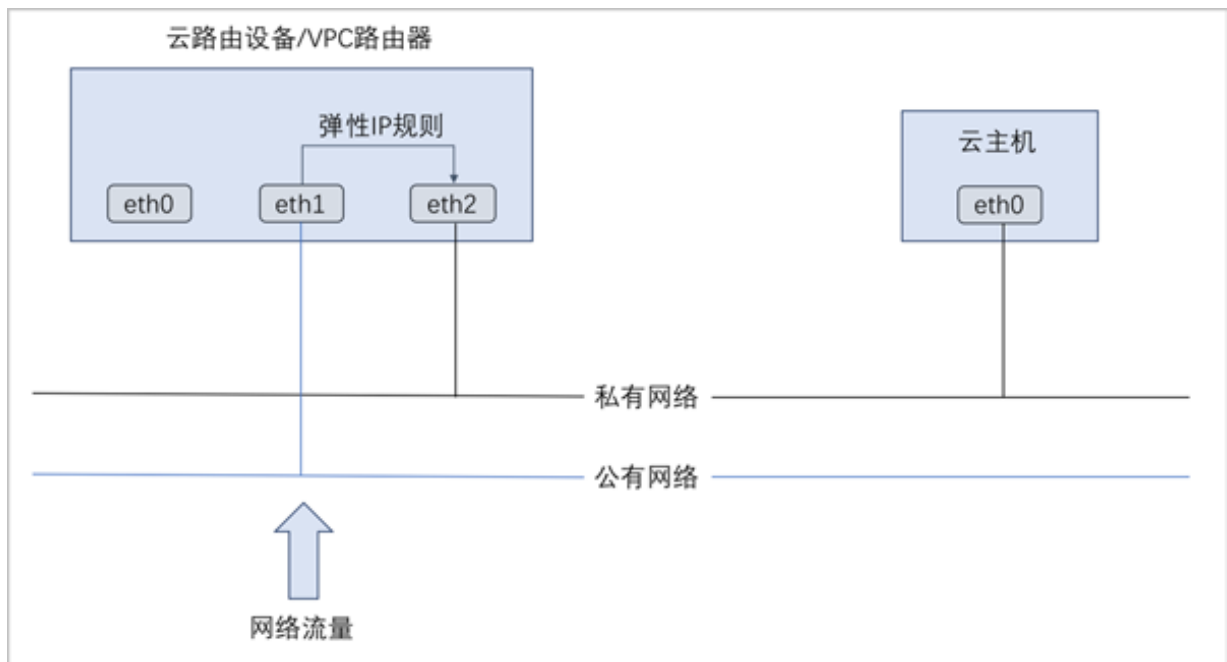 云路由设备/VPC路由器
弹性IP规则
云主机
eth0
eth1
eth2
eth0
私有网络
公有网络
网络流量